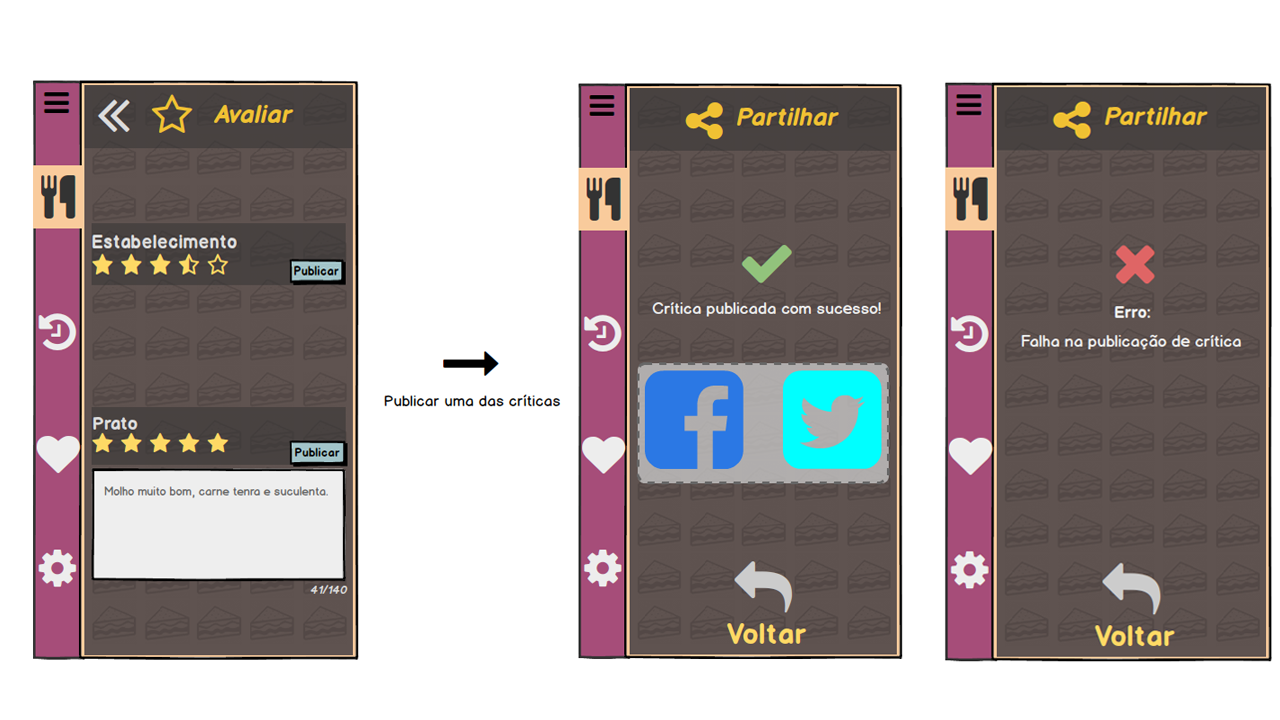 Avaliar
Estabelecimento
Publicar
Prato
Publicar
Molho muito bom, carne tenra e suculenta.
41/140
Publicar uma das críticas
Partilhar
Crítica publicada com sucesso!
Voltar
Partilhar
Erro:
Falha na publicação de crítica
Voltar